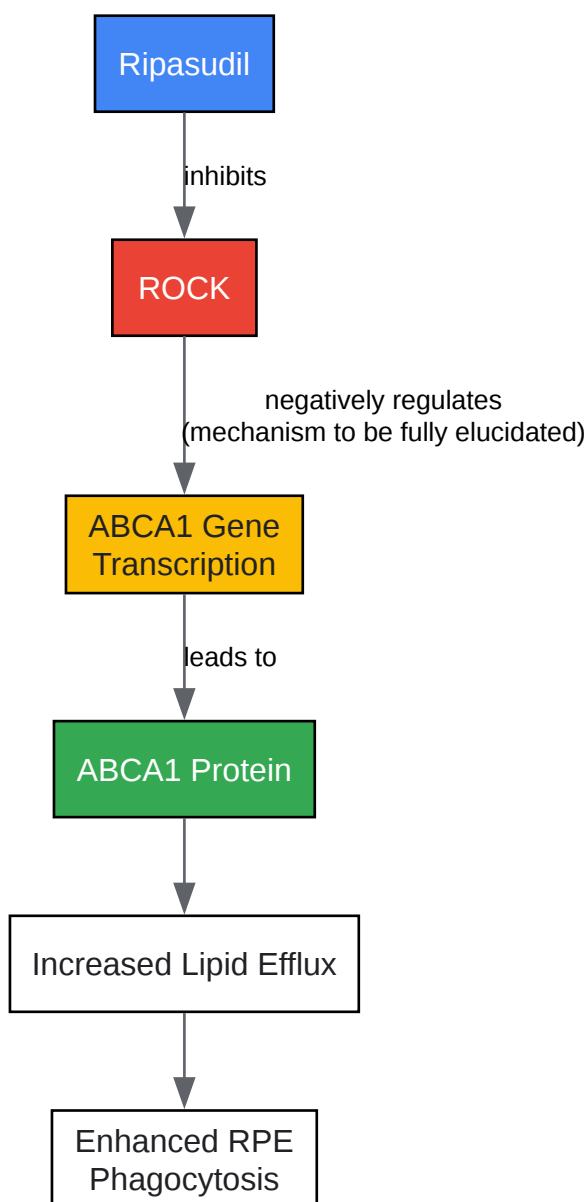 Ripasudil
inhibits
ROCK
negatively regulates
(mechanism to be fully elucidated)
ABCA1 Gene
Transcription
leads to
ABCA1 Protein
Increased Lipid Efflux
Enhanced RPE
Phagocytosis